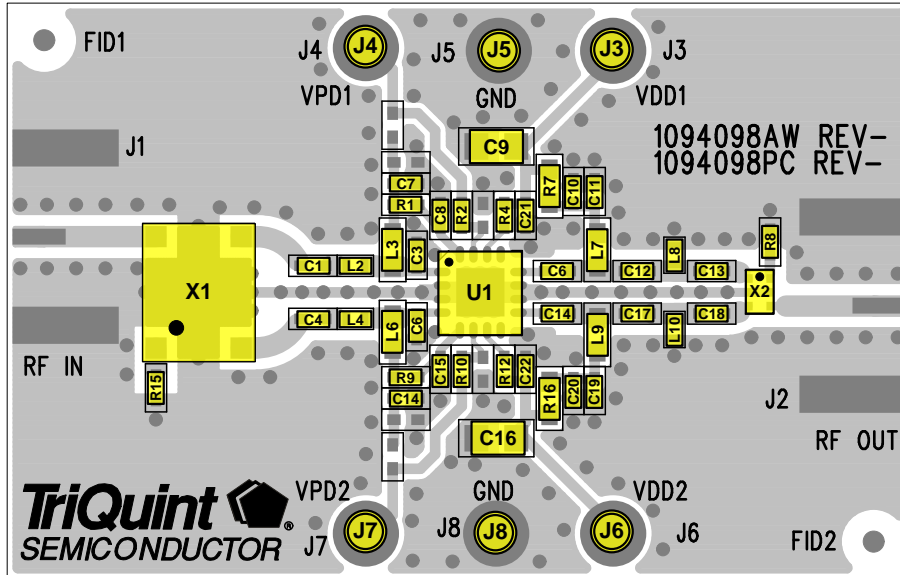 FID1
J4
J4
J5
J5
J3
J3
VPD1
GND
VDD1
1094098AW REV-
1094098PC REV-
J1
C9
C7
R1
C8
R2
R4
C21
R7
C10
C11
L3
C3
L7
L8
R8
C1
L2
C6
C12
C13
X1
U1
X2
C4
L4
L6
C6
C14
C17
C18
L9
L10
RF IN
R15
R9
C14
C15
R10
R12
C22
R16
C20
C19
J2
RF OUT
C16
VPD2
GND
VDD2
TriQuint ®
SEMICONDUCTOR
J7
J7
J8
J8
J6
J6
FID2